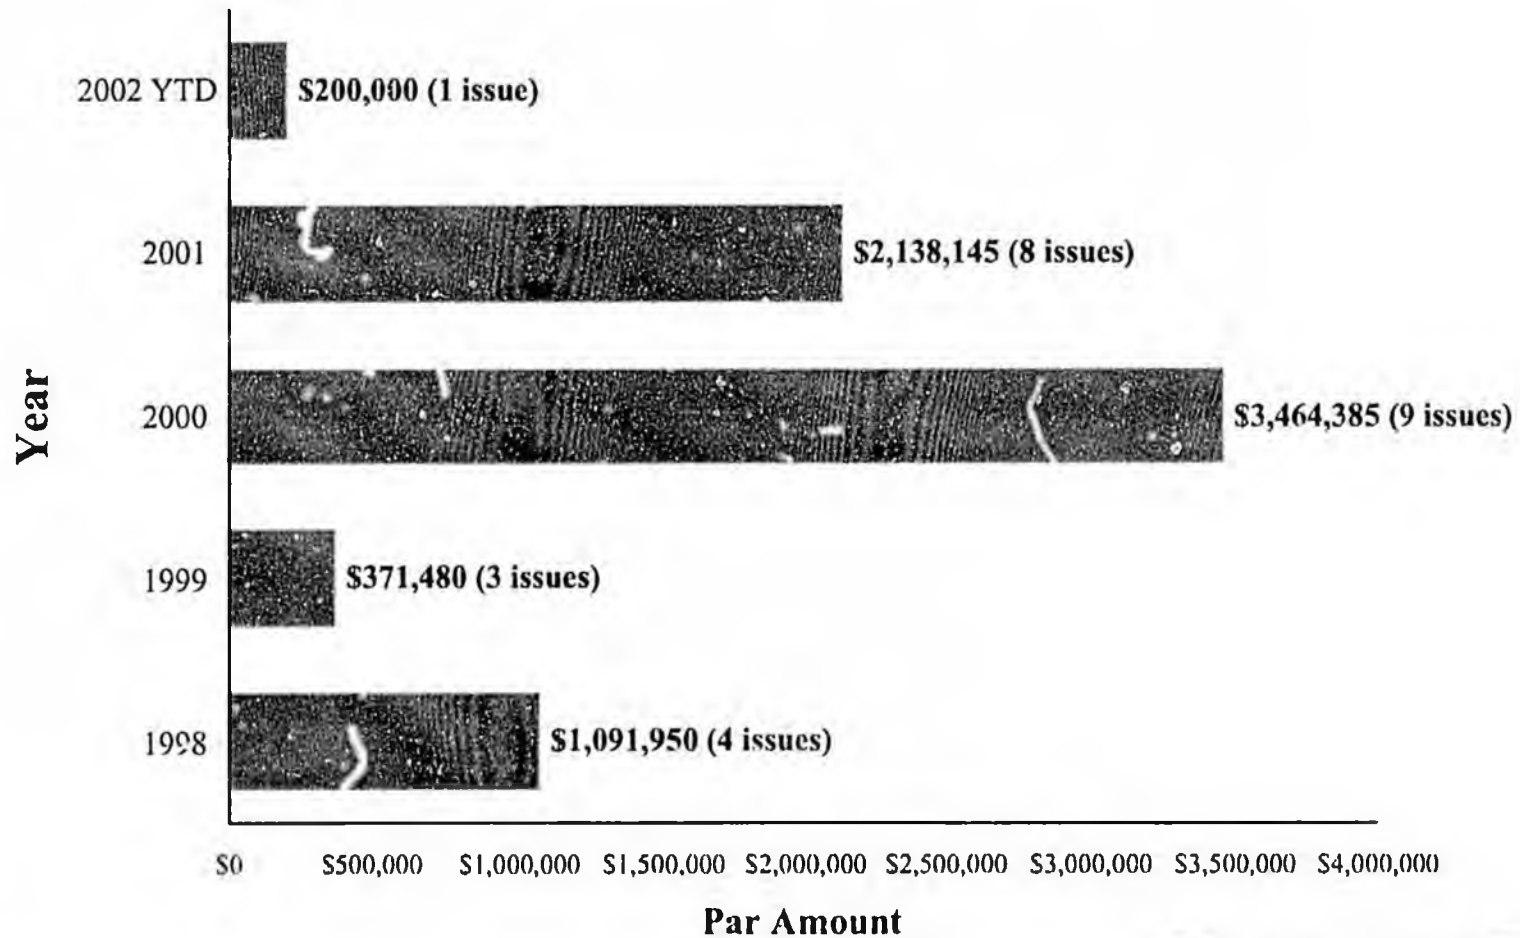 2002 YTD $200,000 (1 issue)
2001 $2,138,145 (8 issues)
2000 $3,464,385 (9 issues)
1999 $371,480 (3 issues)
1998 $1,091,950 (4 issues)
Year
$0 $500,000 $1,000,000 $1,500,000 $2,000,000 $2,500,000 $3,000,000 $3,500,000 $4,000,000
Par Amount